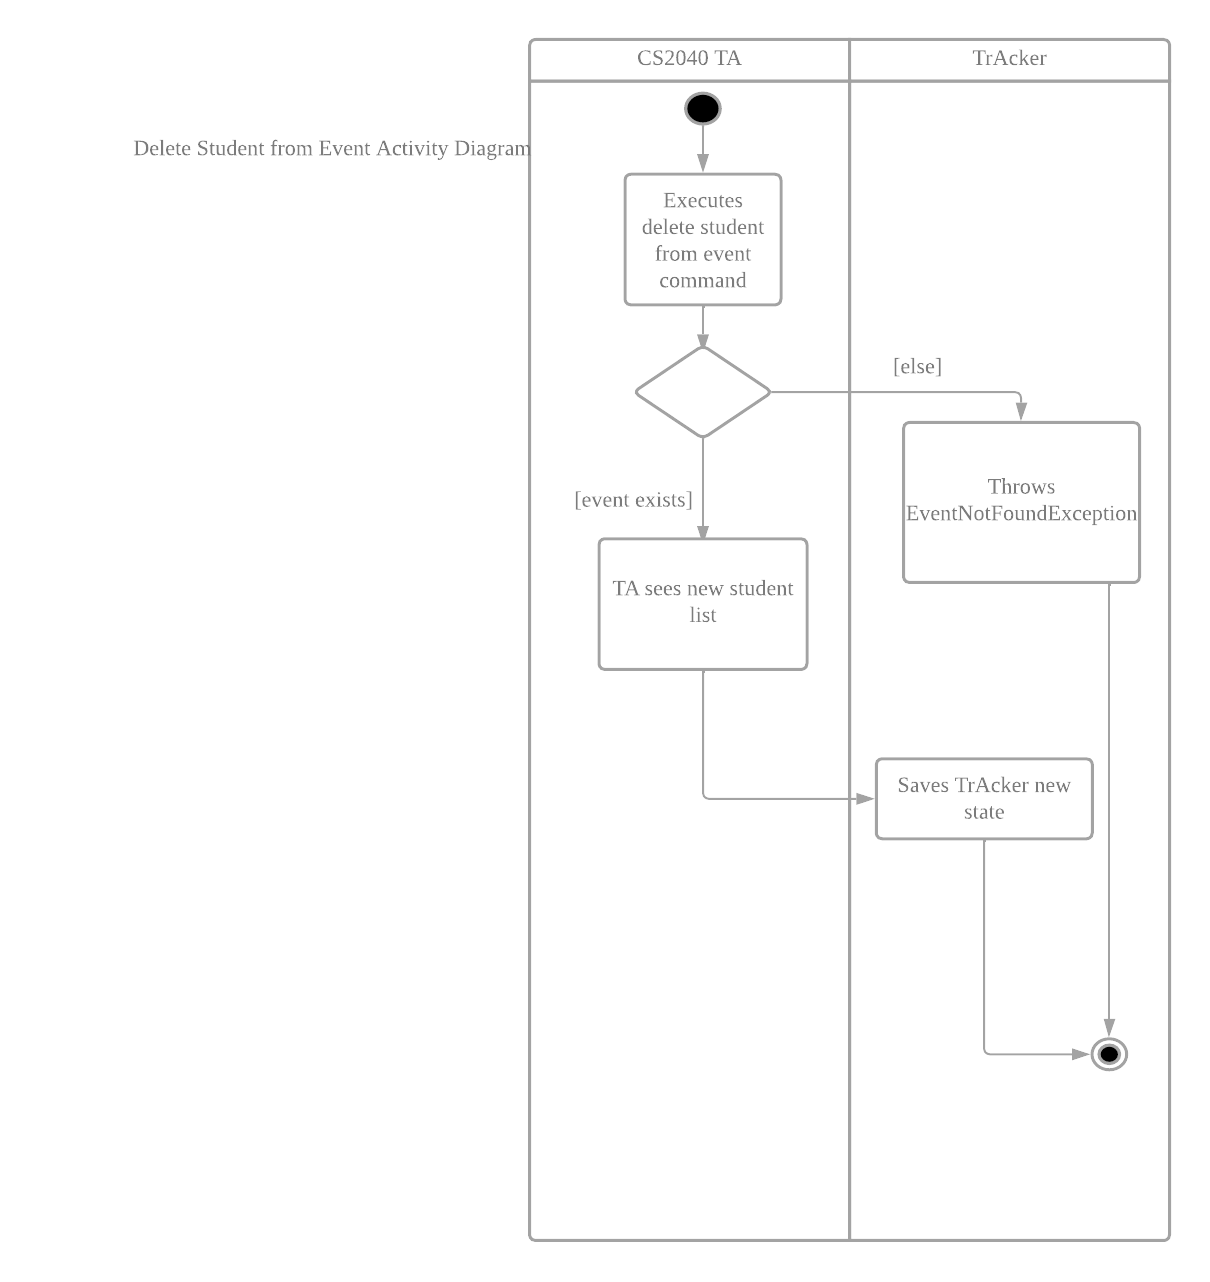 CS2040 TA
TrAcker
Delete Student from Event Activity Diagram
Executes
delete student
from event
command
[else]
Throws
EventNotFoundException
[event exists]
TA sees new student
list
Saves TrAcker new
state